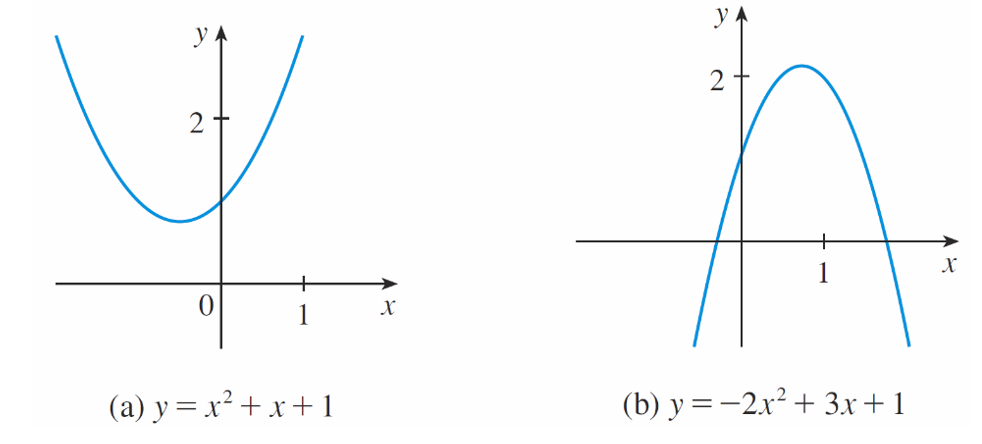 y
2
0
1
x
(a) y = x² + x + 1
y
2
1
x
(b) y = −2x² + 3x + 1